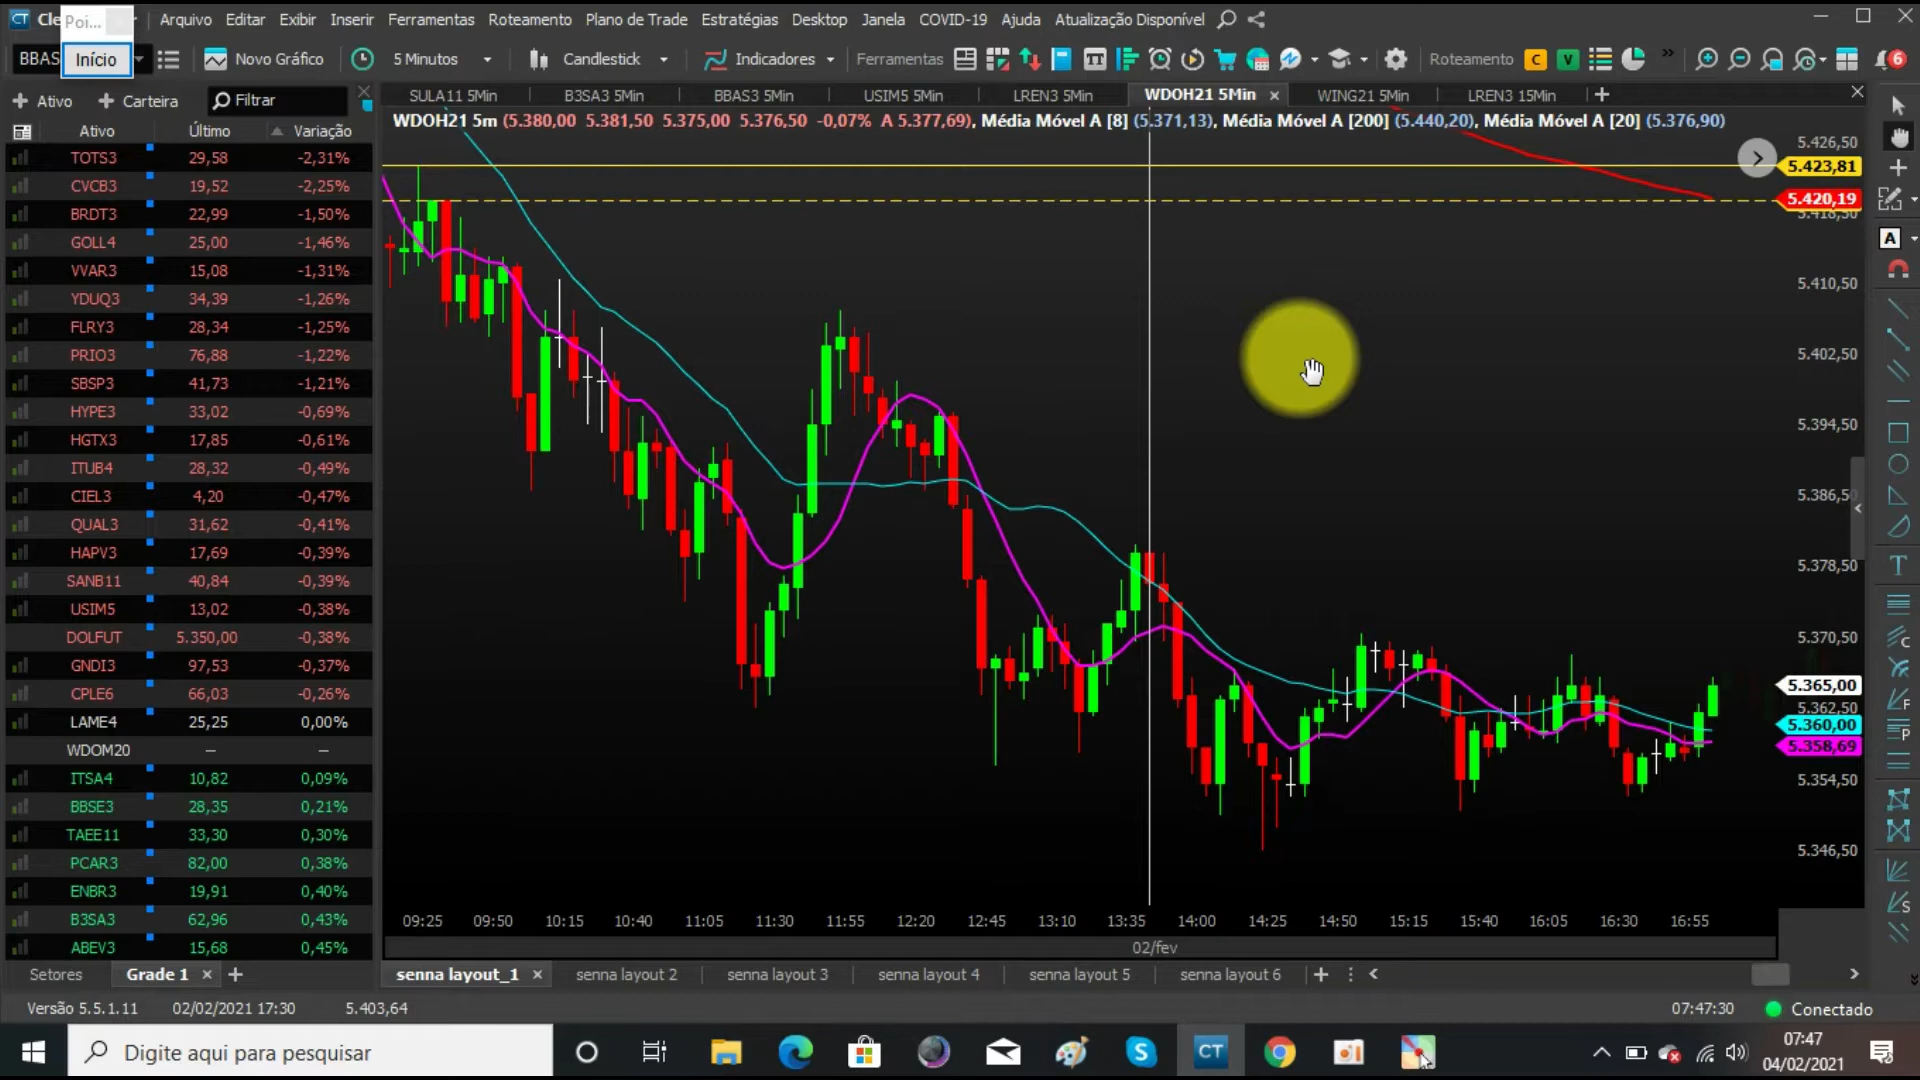 Poi...
Arquivo Editar Exibir Inserir Ferramentas Roteamento Plano de Trade Estratégias Desktop Janela COVID-19 Ajuda Atualização Disponível
BBAS Início Novo Gráfico 5 Minutos Candlestick Indicadores Ferramentas Roteamento C V 6
Ativo Carteira Filtrar
SULA11 5Min B3SA3 5Min BBAS3 5Min USIM5 5Min LREN3 5Min WDOH21 5Min WING21 5Min LREN3 15Min
WDOH21 5m (5.380,00 5.381,50 5.375,00 5.376,50 -0,07% A 5.377,69), Média Móvel A [8] (5.371,13), Média Móvel A [200] (5.440,20), Média Móvel A [20] (5.376,90)
Ativo Último Variação
TOTS3 29,58 -2,31%
CVCB3 19,52 -2,25%
BRDT3 22,99 -1,50%
GOLL4 25,00 -1,46%
VVAR3 15,08 -1,31%
YDUQ3 34,39 -1,26%
FLRY3 28,34 -1,25%
PRIO3 76,88 -1,22%
SBSP3 41,73 -1,21%
HYPE3 33,02 -0,69%
HGTX3 17,85 -0,61%
ITUB4 28,32 -0,49%
CIEL3 4,20 -0,47%
QUAL3 31,62 -0,41%
HAPV3 17,69 -0,39%
SANB11 40,84 -0,39%
USIM5 13,02 -0,38%
DOLFUT 5.350,00 -0,38%
GNDI3 97,53 -0,37%
CPLE6 66,03 -0,26%
LAME4 25,25 0,00%
WDOM20 – –
ITSA4 10,82 0,09%
BBSE3 28,35 0,21%
TAEE11 33,30 0,30%
PCAR3 82,00 0,38%
ENBR3 19,91 0,40%
B3SA3 62,96 0,43%
ABEV3 15,68 0,45%
5.426,50
5.423,81
5.420,19
5.418,50
5.410,50
5.402,50
5.394,50
5.386,50
5.378,50
5.370,50
5.365,00
5.362,50
5.360,00
5.358,69
5.354,50
5.346,50
09:25 09:50 10:15 10:40 11:05 11:30 11:55 12:20 12:45 13:10 13:35 14:00 14:25 14:50 15:15 15:40 16:05 16:30 16:55
02/fev
Setores Grade 1 senna layout_1 senna layout 2 senna layout 3 senna layout 4 senna layout 5 senna layout 6
Versão 5.5.1.11 02/02/2021 17:30 5.403,64 07:47:30 Conectado
Digite aqui para pesquisar
CT
07:47
04/02/2021